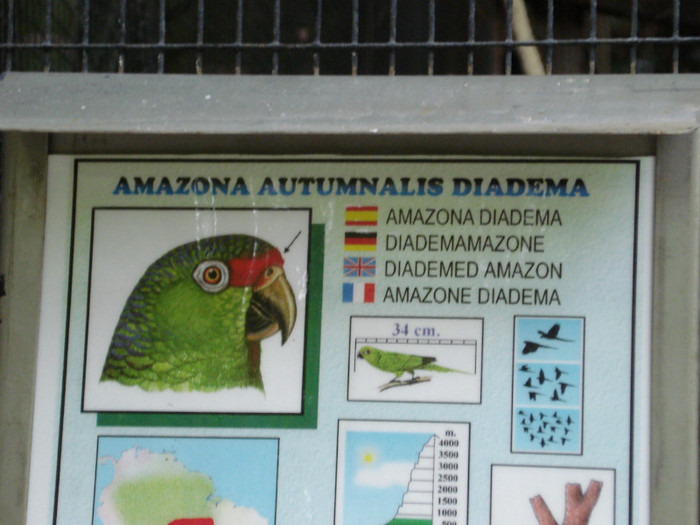 AMAZONA AUTUMNALIS DIADEMA
AMAZONA DIADEMA
DIADEMAMAZONE
DIADEMED AMAZON
AMAZONE DIADEMA
34 cm.
m.
4000
3500
3000
2500
2000
1500
1000
500